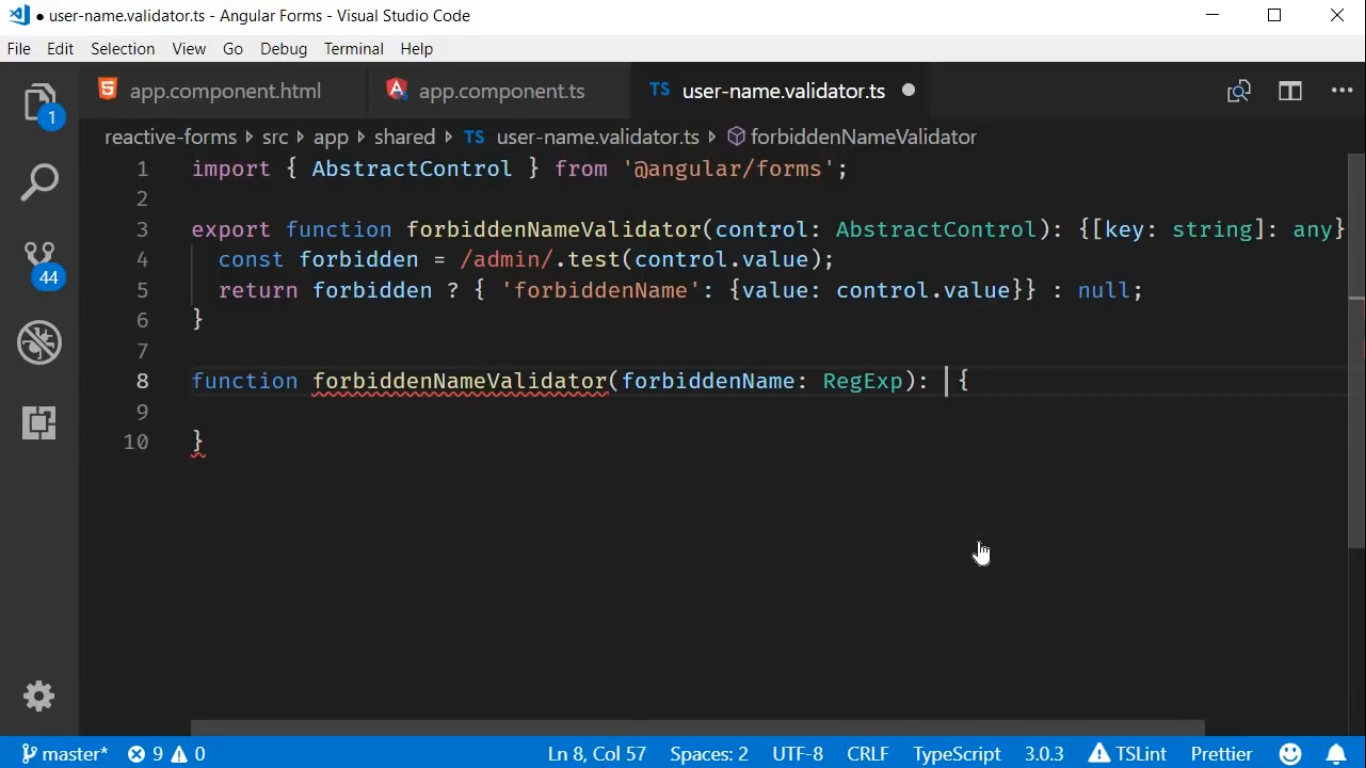 ● user-name.validator.ts - Angular Forms - Visual Studio Code
File Edit Selection View Go Debug Terminal Help
app.component.html app.component.ts TS user-name.validator.ts ●
1
reactive-forms › src › app › shared › TS user-name.validator.ts › forbiddenNameValidator
1 import { AbstractControl } from '@angular/forms';
2
3 export function forbiddenNameValidator(control: AbstractControl): {[key: string]: any}
4 const forbidden = /admin/.test(control.value);
5 return forbidden ? { 'forbiddenName': {value: control.value}} : null;
44
6 }
7
8 function forbiddenNameValidator(forbiddenName: RegExp): {
9
10 }
master* 9 0 Ln 8, Col 57 Spaces: 2 UTF-8 CRLF TypeScript 3.0.3 TSLint Prettier